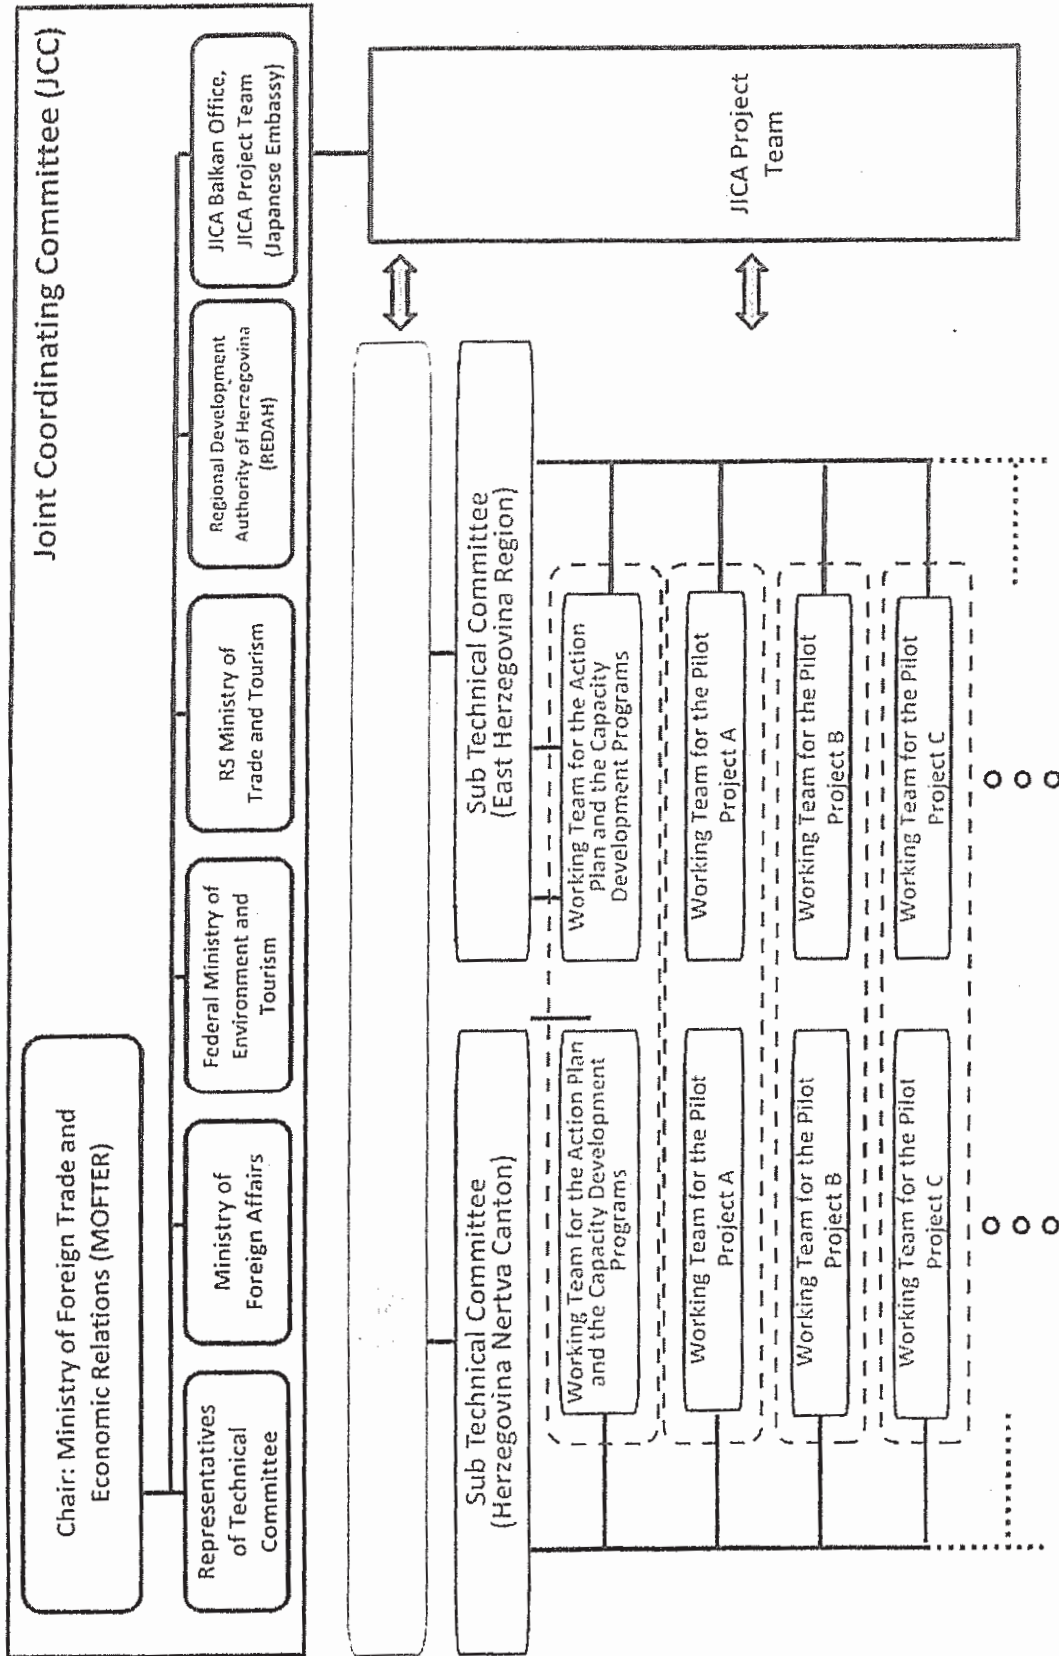 Joint Coordinating Committee (JCC)
Chair: Ministry of Foreign Trade and
Economic Relations (MOFTER)
Representatives
of Technical
Committee
Ministry of
Foreign Affairs
Federal Ministry of
Environment and
Tourism
RS Ministry of
Trade and Tourism
Regional Development
Authority of Herzegovina
(REDAH)
JICA Balkan Office,
JICA Project Team
(Japanese Embassy)
JICA Project
Team
Sub Technical Committee
(Herzegovina Nertva Canton)
Sub Technical Committee
(East Herzegovina Region)
Working Team for the Action Plan
and the Capacity Development
Programs
Working Team for the Action
Plan and the Capacity
Development Programs
Working Team for the Pilot
Project A
Working Team for the Pilot
Project A
Working Team for the Pilot
Project B
Working Team for the Pilot
Project B
Working Team for the Pilot
Project C
Working Team for the Pilot
Project C